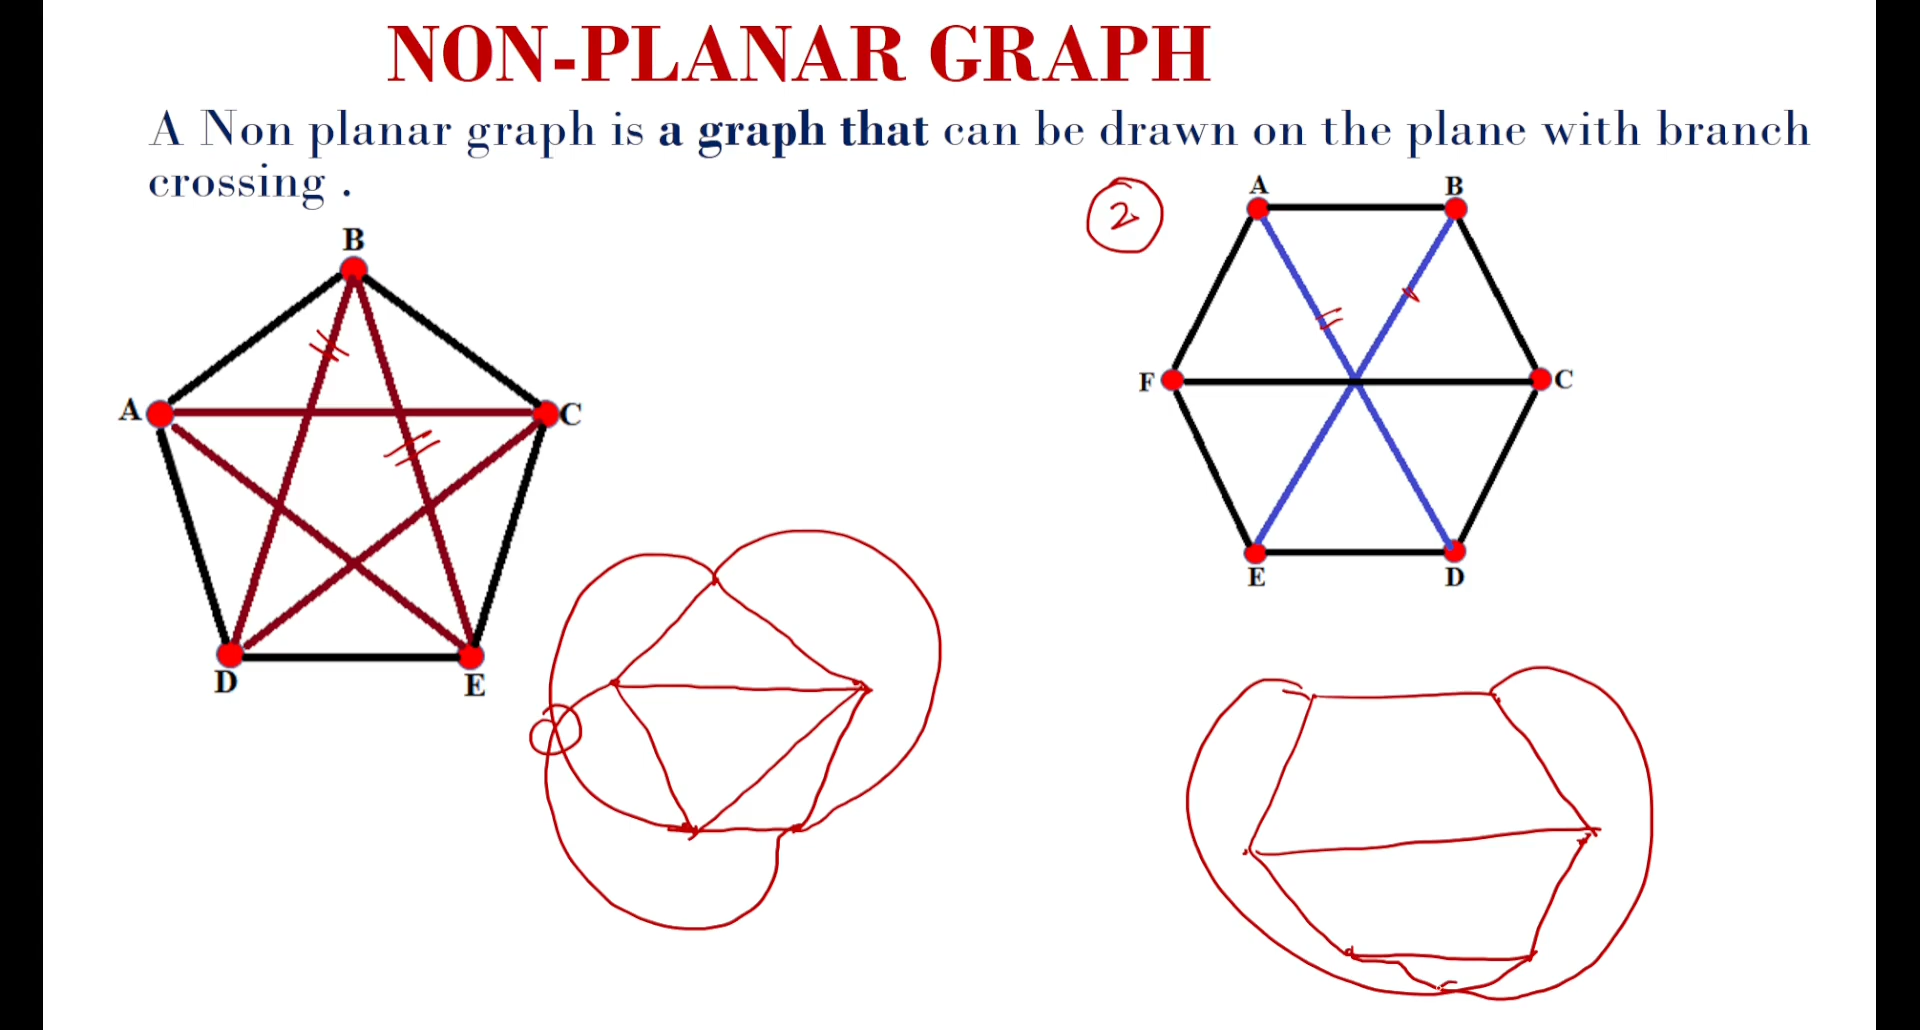 NON-PLANAR GRAPH
A Non planar graph is a graph that can be drawn on the plane with branch
crossing .
B
A
C
D
E
2
A
B
F
C
E
D